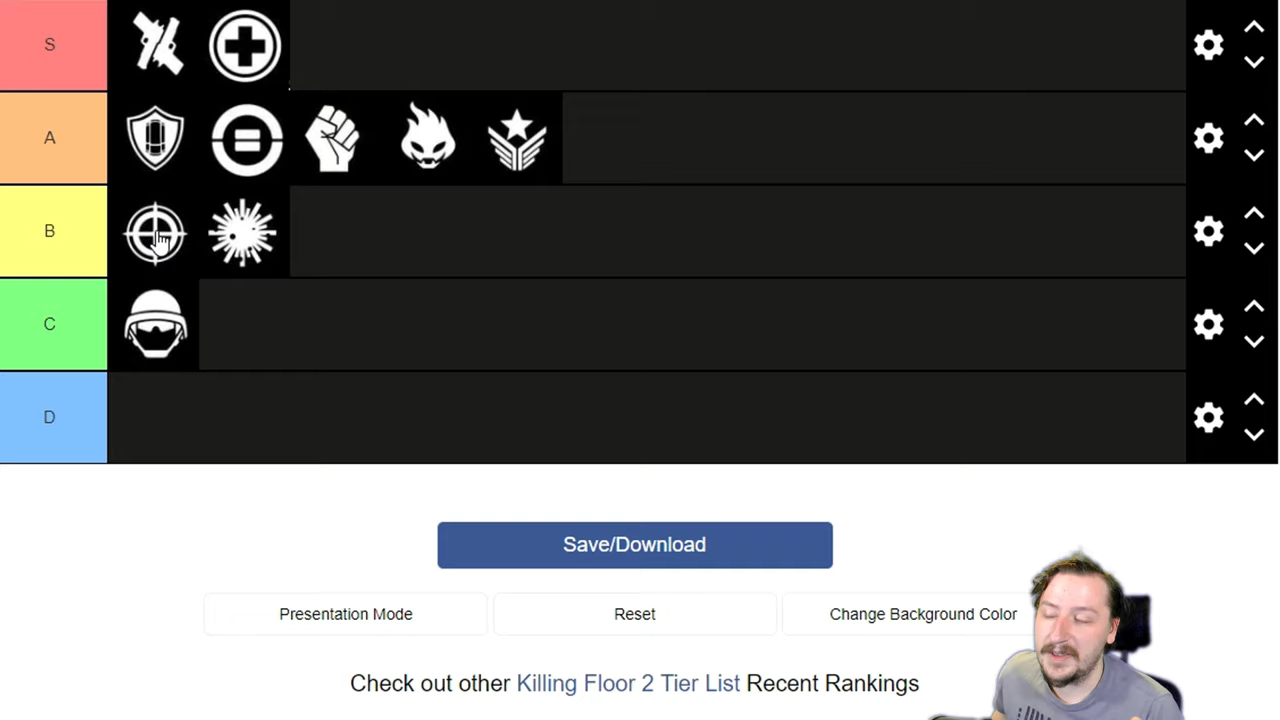 S
A
B
C
D
Save/Download
Presentation Mode
Reset
Change Background Color
Check out other Killing Floor 2 Tier List Recent Rankings